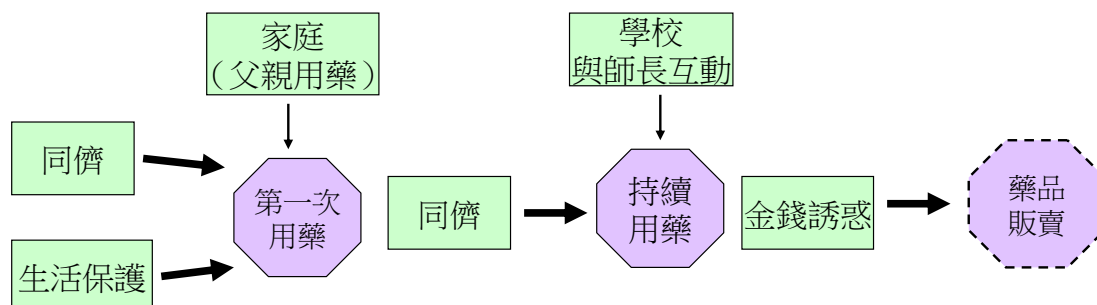 家庭
（父親用藥）
學校
與師長互動
同儕
第一次
用藥
同儕
持續
用藥
金錢誘惑
藥品
販賣
生活保護